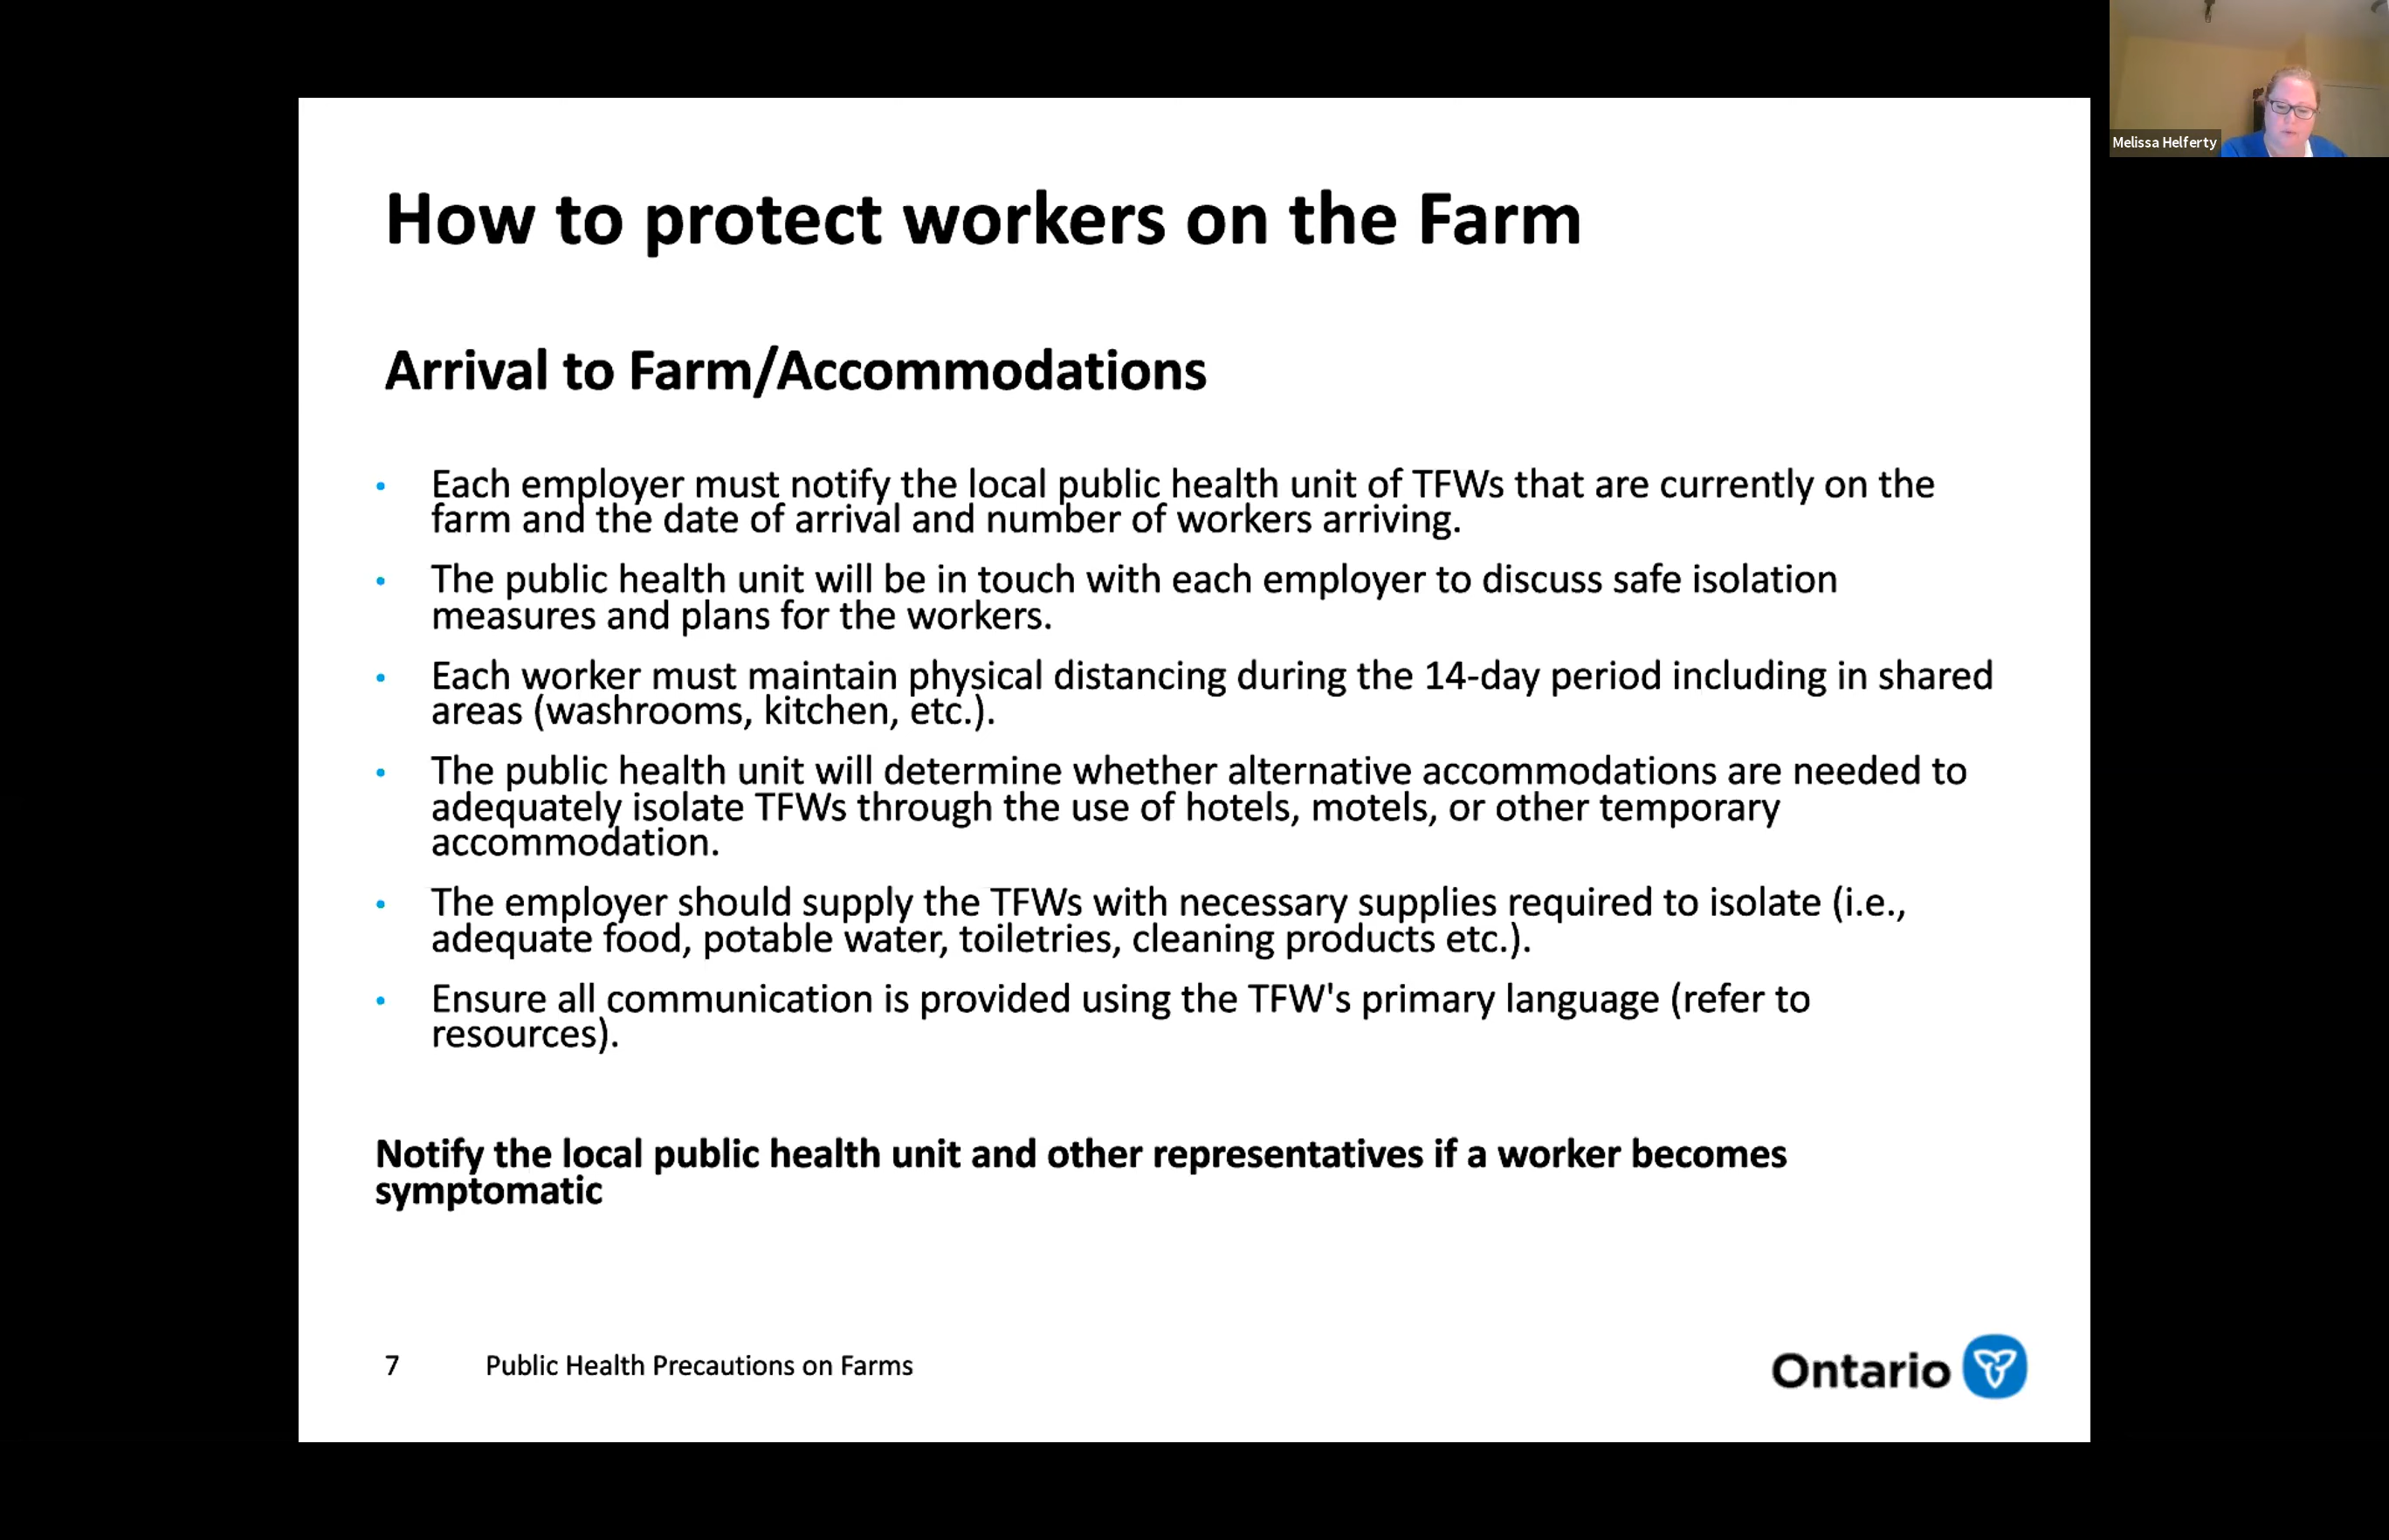 Melissa Helferty
How to protect workers on the Farm
Arrival to Farm/Accommodations
• Each employer must notify the local public health unit of TFWs that are currently on the
farm and the date of arrival and number of workers arriving.
• The public health unit will be in touch with each employer to discuss safe isolation
measures and plans for the workers.
• Each worker must maintain physical distancing during the 14-day period including in shared
areas (washrooms, kitchen, etc.).
• The public health unit will determine whether alternative accommodations are needed to
adequately isolate TFWs through the use of hotels, motels, or other temporary
accommodation.
• The employer should supply the TFWs with necessary supplies required to isolate (i.e.,
adequate food, potable water, toiletries, cleaning products etc.).
• Ensure all communication is provided using the TFW's primary language (refer to
resources).
Notify the local public health unit and other representatives if a worker becomes
symptomatic
7 Public Health Precautions on Farms
Ontario